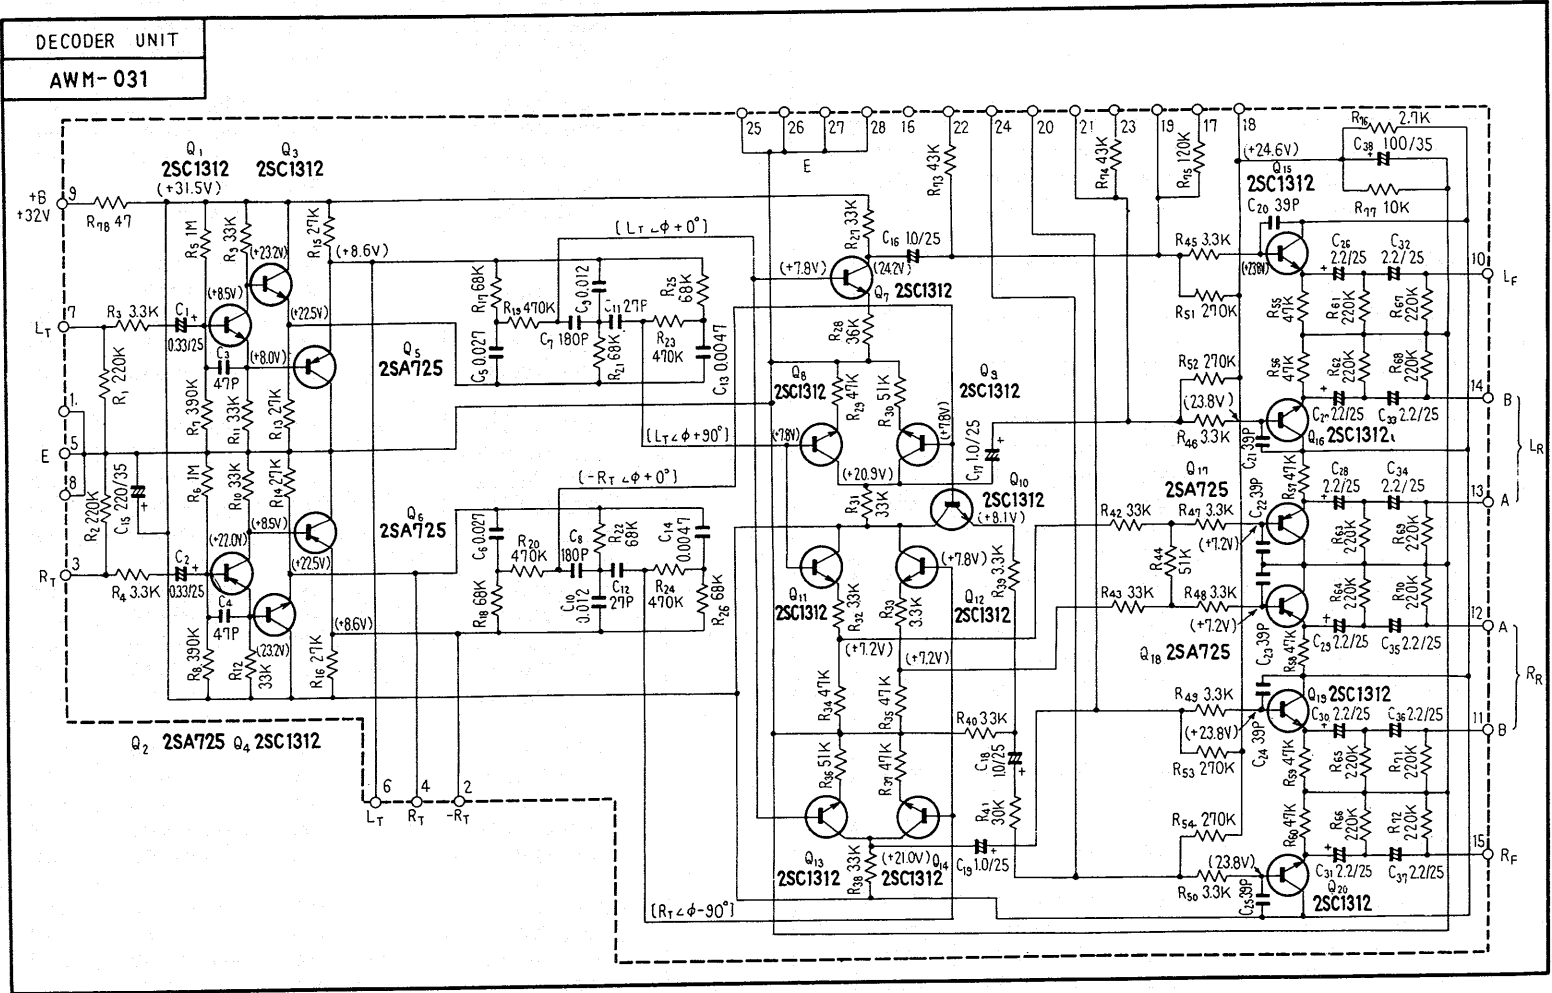 DECODER UNIT
AWM-031
25 26 27 28 16 22 24 20 21 23 19 17 18
E
R76 2.7K
C38 100/35
(+24.6V)
R77 10K
Q1
2SC1312
Q3
2SC1312
(+31.5V)
+B
+32V
9
R78 47
R5 1M
R9 33K
R15 27K
(+23.2V)
(+8.6V)
[LT∠ϕ+0°]
R27 33K
C16 1.0/25
R73 43K
R74 43K
R75 120K
Q15
2SC1312
C20 39P
R45 3.3K
(+23.8V)
C26
2.2/25
C32
2.2/25
10
LF
7
LT
R3 3.3K
C1
0.33/25
(+8.5V)
(+22.5V)
R17 68K
R19 470K
C9 0.012
C11 27P
R25
68K
C5 0.027
C7 180P
R21 68K
R23
470K
C13 0.0047
(+7.8V)
(24.2V)
Q7 2SC1312
R28
36K
R51 270K
R55
47K
R61
220K
R67
220K
R1 220K
C3
47P
(+8.0V)
Q5
2SA725
Q8
2SC1312
R29 47K
R30 51K
Q9
2SC1312
R52 270K
(23.8V)
R46 3.3K
R56
47K
R62
220K
R68
220K
14
B
1
R7 390K
R11 33K
R13 27K
[LT∠ϕ+90°]
(+7.8V)
(+7.8V)
C17 1.0/25
C21 39P
Q16 2SC1312
C27 2.2/25
C33 2.2/25
LR
5
E
8
R6 1M
R10 33K
R14 27K
(+20.9V)
[-RT∠ϕ+0°]
R31
33K
Q10
2SC1312
(+8.1V)
Q17
2SA725
C22 39P
R57 47K
C28
2.2/25
C34
2.2/25
13
A
R2 220K
C15 220/35
(+8.5V)
Q6
2SA725
C6 0.027
R20
470K
C8
180P
R22
68K
C14
0.0047
R42 33K
R47 3.3K
(+7.2V)
R63
220K
R69
220K
3
RT
R4 3.3K
C2
0.33/25
(+22.0V)
(+22.5V)
R18 68K
C10
0.012
C12
27P
R24
470K
R26
68K
Q11
2SC1312
R32 33K
R33
3.3K
(+7.8V)
Q12
2SC1312
R39 3.3K
R44
51K
R43 33K
R48 3.3K
(+7.2V)
R64
220K
R70
220K
12
A
C4
47P
(+8.6V)
(+7.2V)
(+7.2V)
Q18 2SA725
C23 39P
R58 47K
C29 2.2/25
C35 2.2/25
R8 390K
R12
33K
(23.2V)
R16 27K
R34 47K
R35 47K
R49 3.3K
(+23.8V)
Q19 2SC1312
C30 2.2/25
C36 2.2/25
RR
11
B
Q2 2SA725 Q4 2SC1312
R36 51K
R37 47K
R40 33K
C18
1.0/25
R53 270K
C24 39P
R59 47K
R65
220K
R71
220K
6
LT
4
RT
2
-RT
R41
30K
R54 270K
R60 47K
R66
220K
R72
220K
15
RF
Q13
2SC1312
R38 33K
(+21.0V)
Q14
2SC1312
C19 1.0/25
(23.8V)
R50 3.3K
C25 39P
Q20
2SC1312
C31 2.2/25
C37 2.2/25
[RT∠ϕ-90°]